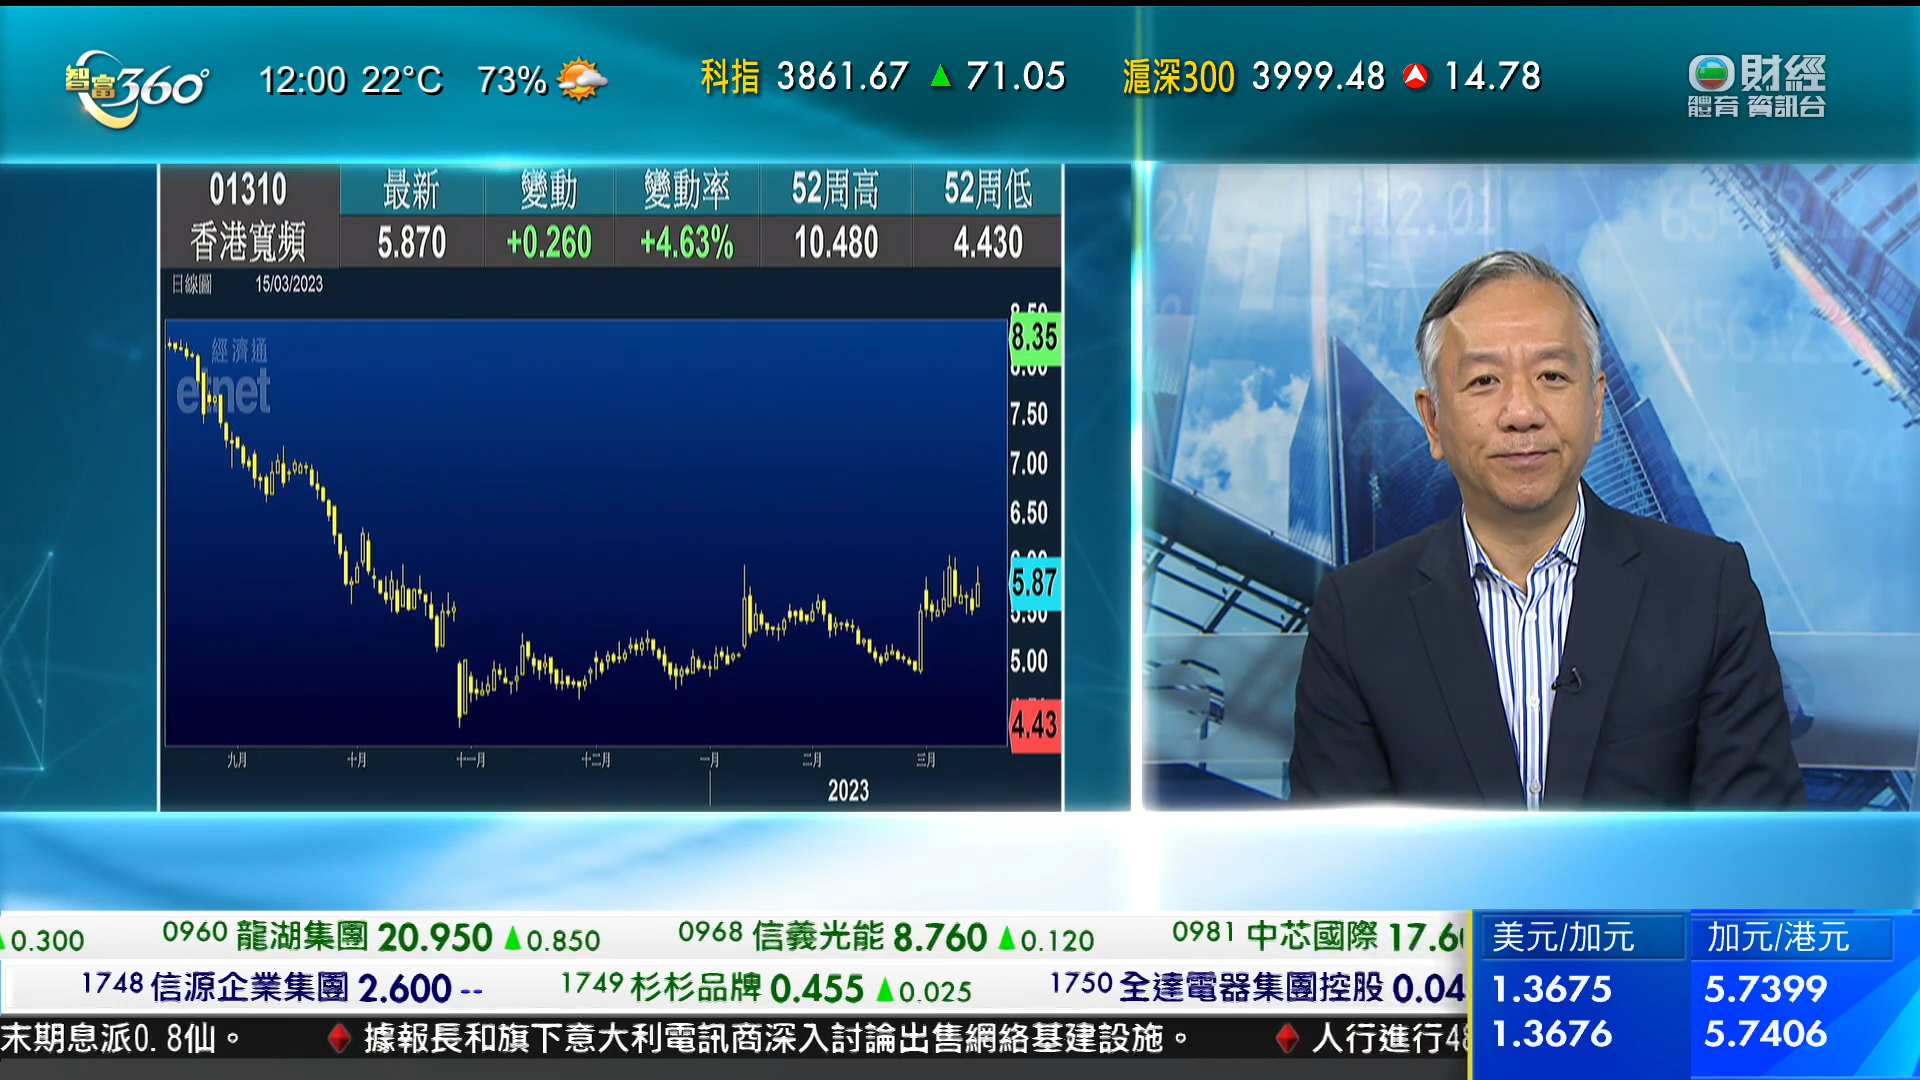 智富360°
12:00 22°C 73%
科指 3861.67 ▲ 71.05
滬深300 3999.48 14.78
財經
體育 資訊台
01310 最新 變動 變動率 52周高 52周低
香港寬頻 5.870 +0.260 +4.63% 10.480 4.430
日線圖 15/03/2023
經濟通
etnet
8.35
7.50
7.00
6.50
5.87
5.00
4.43
九月 十月 十一月 十二月 一月 二月 三月
2023
▲0.300 0960 龍湖集團 20.950 ▲0.850 0968 信義光能 8.760 ▲0.120 0981 中芯國際 17.6
1748 信源企業集團 2.600 -- 1749 杉杉品牌 0.455 ▲0.025 1750 全達電器集團控股 0.04
末期息派0.8仙。 ♦ 據報長和旗下意大利電訊商深入討論出售網絡基建設施。 ♦ 人行進行4
美元/加元 加元/港元
1.3675 5.7399
1.3676 5.7406